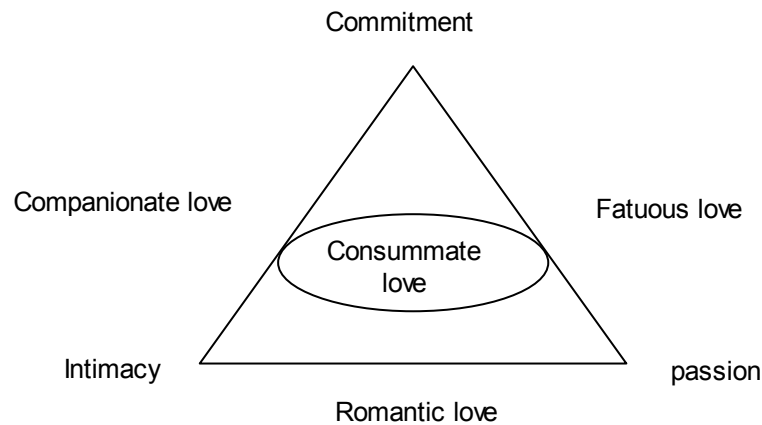 Commitment
Companionate love
Fatuous love
Consummate
love
Intimacy
passion
Romantic love